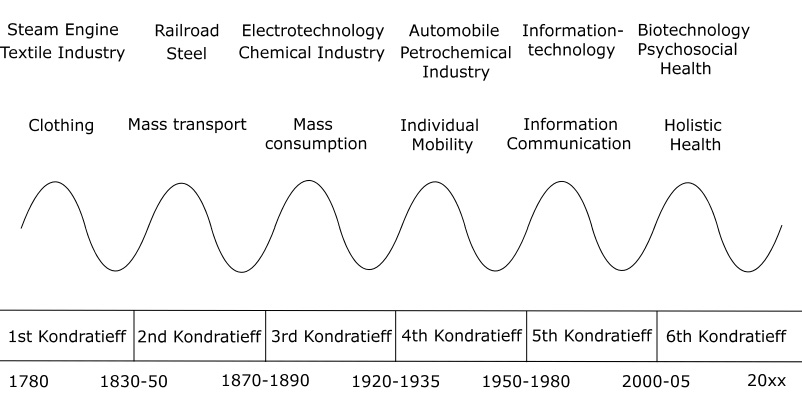 Steam Engine
Textile Industry
Railroad
Steel
Electrotechnology
Chemical Industry
Automobile
Petrochemical
Industry
Information-
technology
Biotechnology
Psychosocial
Health
Clothing
Mass transport
Mass
consumption
Individual
Mobility
Information
Communication
Holistic
Health
1st Kondratieff
2nd Kondratieff
3rd Kondratieff
4th Kondratieff
5th Kondratieff
6th Kondratieff
1780
1830-50
1870-1890
1920-1935
1950-1980
2000-05
20xx